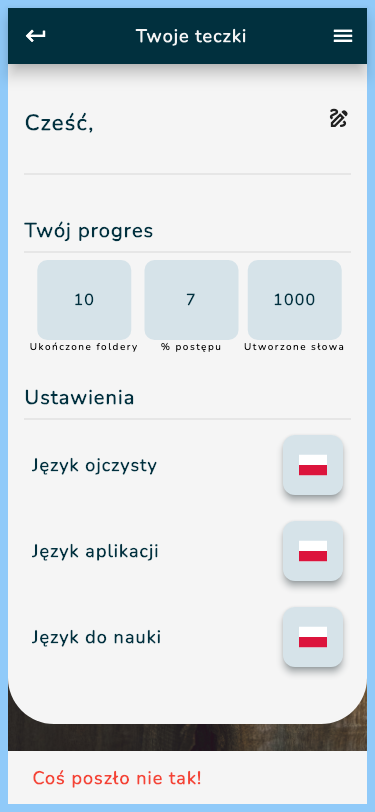 Twoje teczki
Cześć,
Twój progres
10 7 1000
Ukończone foldery % postępu Utworzone słowa
Ustawienia
Język ojczysty
Język aplikacji
Język do nauki
Coś poszło nie tak!